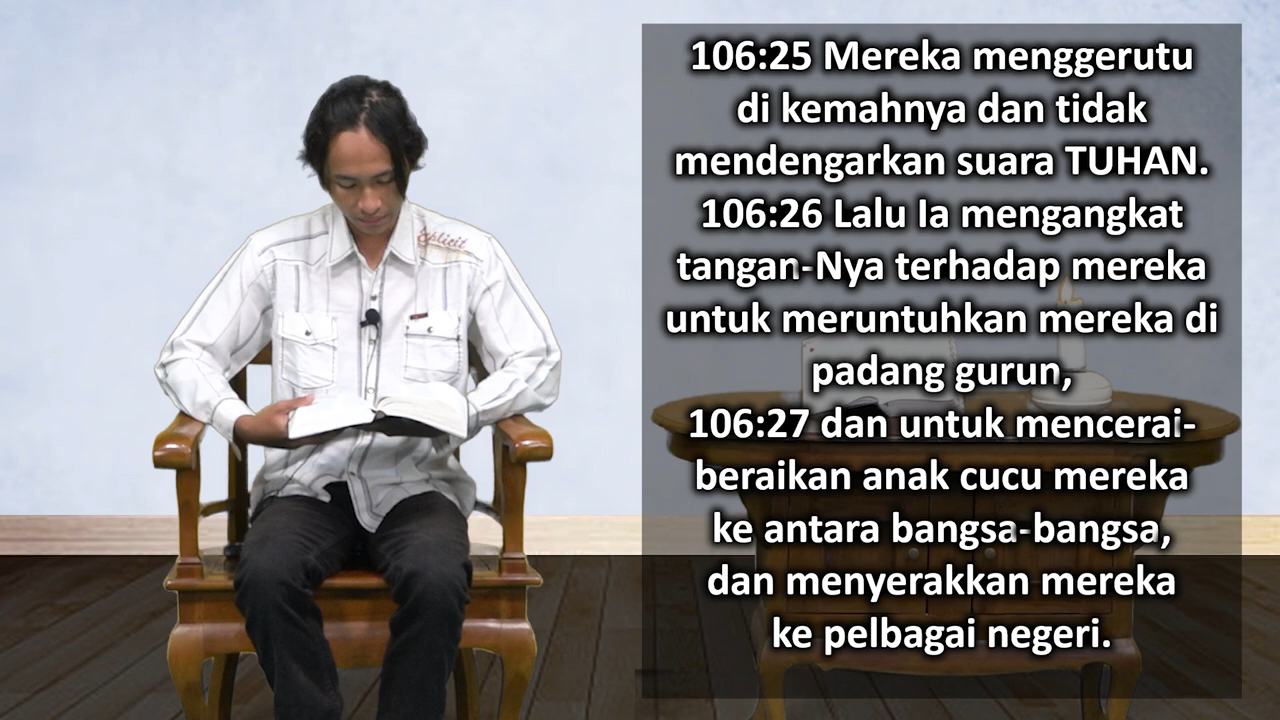 106:25 Mereka menggerutu
di kemahnya dan tidak
mendengarkan suara TUHAN.
106:26 Lalu Ia mengangkat
tangan-Nya terhadap mereka
untuk meruntuhkan mereka di
padang gurun,
106:27 dan untuk mencerai-
beraikan anak cucu mereka
ke antara bangsa-bangsa,
dan menyerakkan mereka
ke pelbagai negeri.
Explicit